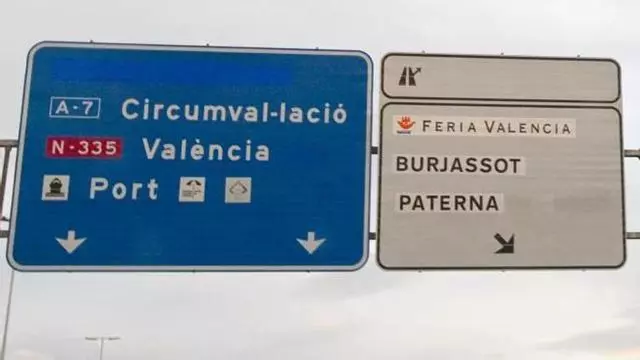 A-7 Circumval-lació
N-335 València
Port
FERIA VALENCIA
BURJASSOT
PATERNA